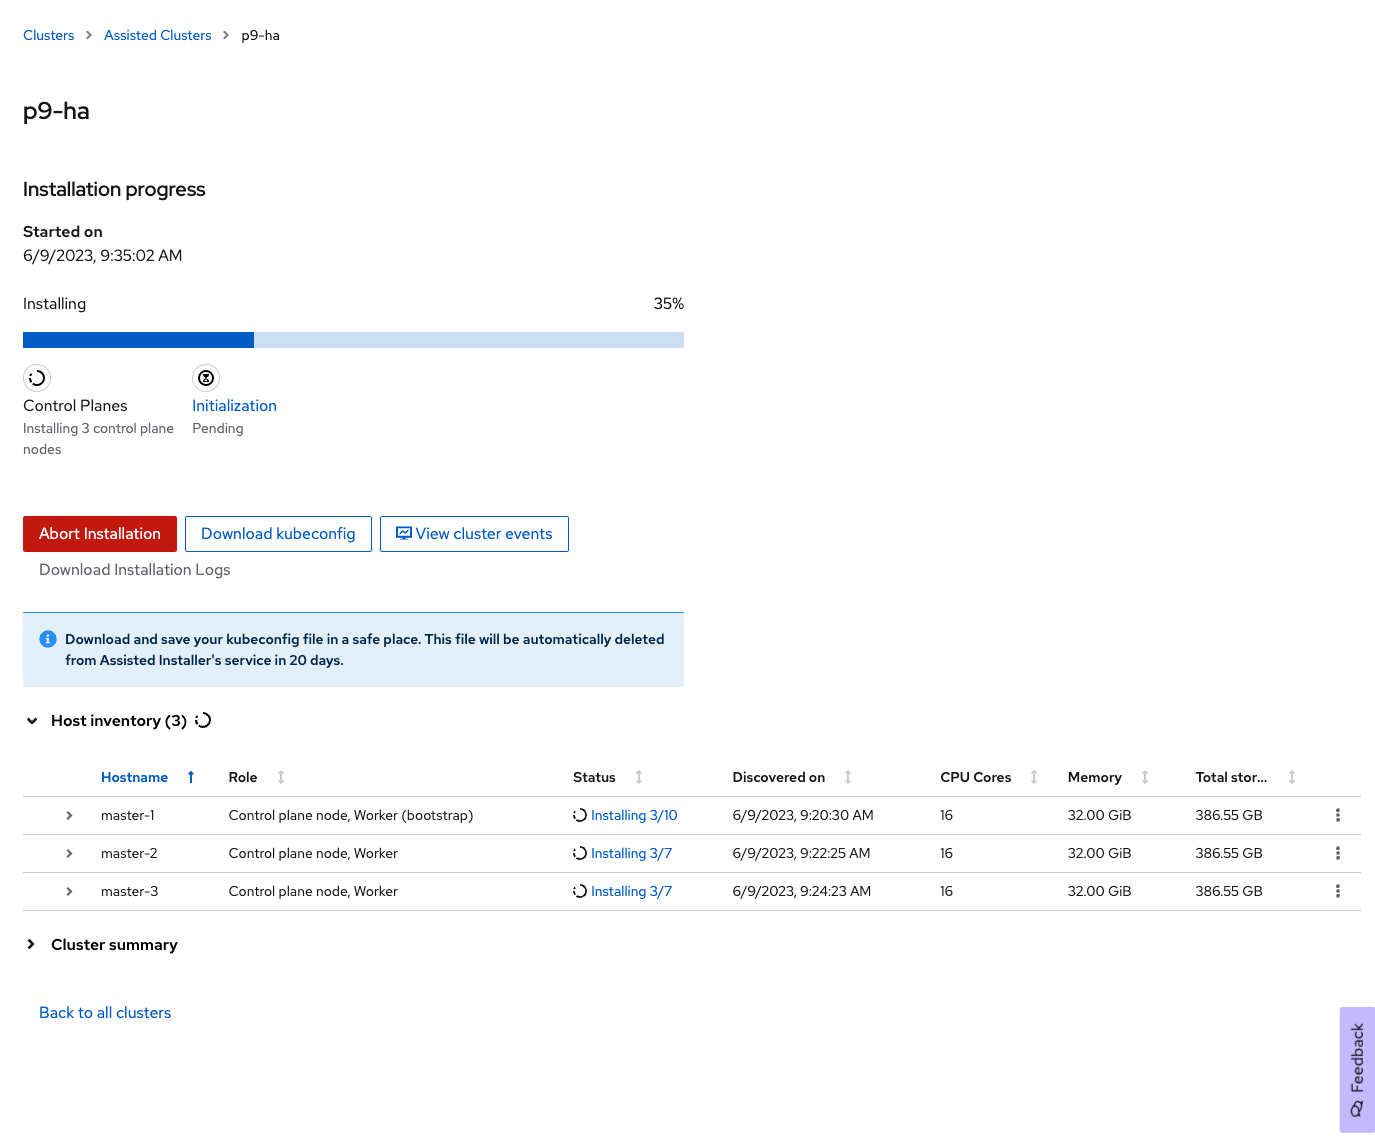 Clusters > Assisted Clusters > p9-ha
p9-ha
Installation progress
Started on
6/9/2023, 9:35:02 AM
Installing 35%
Control Planes
Installing 3 control plane
nodes
Initialization
Pending
Abort Installation Download kubeconfig View cluster events
Download Installation Logs
Download and save your kubeconfig file in a safe place. This file will be automatically deleted
from Assisted Installer's service in 20 days.
Host inventory (3)
Hostname Role Status Discovered on CPU Cores Memory Total stor...
master-1 Control plane node, Worker (bootstrap) Installing 3/10 6/9/2023, 9:20:30 AM 16 32.00 GiB 386.55 GB
master-2 Control plane node, Worker Installing 3/7 6/9/2023, 9:22:25 AM 16 32.00 GiB 386.55 GB
master-3 Control plane node, Worker Installing 3/7 6/9/2023, 9:24:23 AM 16 32.00 GiB 386.55 GB
Cluster summary
Back to all clusters
Feedback